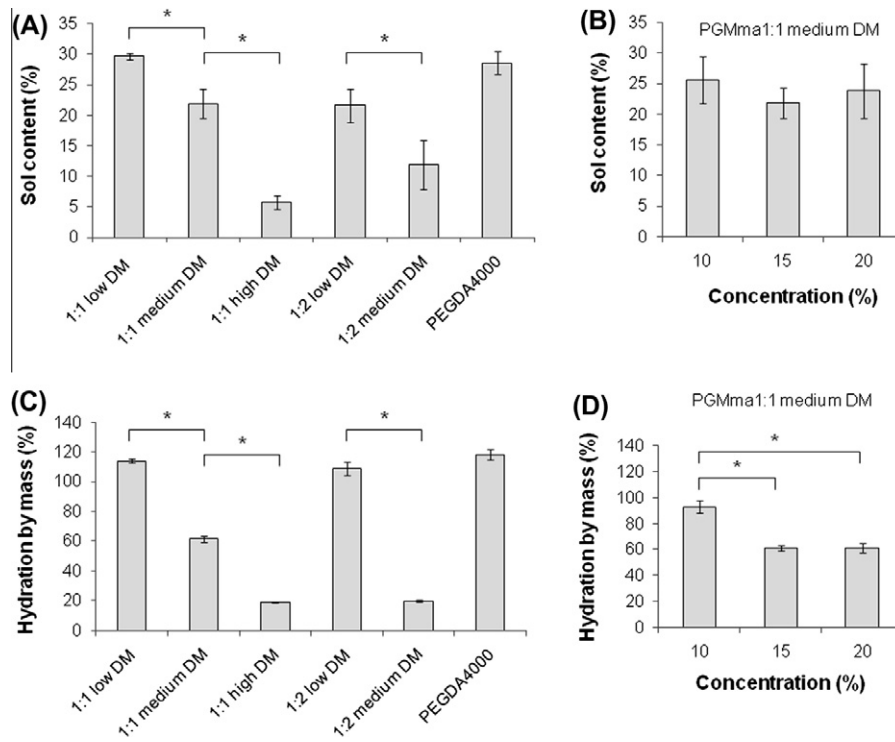 (A)
*
*
*
Sol content (%)
35
30
25
20
15
10
5
0
1:1 low DM
1:1 medium DM
1:1 high DM
1:2 low DM
1:2 medium DM
PEGDA4000
(B)
PGMma1:1 medium DM
Sol content (%)
35
30
25
20
15
10
5
0
10
15
20
Concentration (%)
(C)
*
*
*
Hydration by mass (%)
140
120
100
80
60
40
20
0
1:1 low DM
1:1 medium DM
1:1 high DM
1:2 low DM
1:2 medium DM
PEGDA4000
(D)
PGMma1:1 medium DM
*
*
Hydration by mass (%)
140
120
100
80
60
40
20
0
10
15
20
Concentration (%)